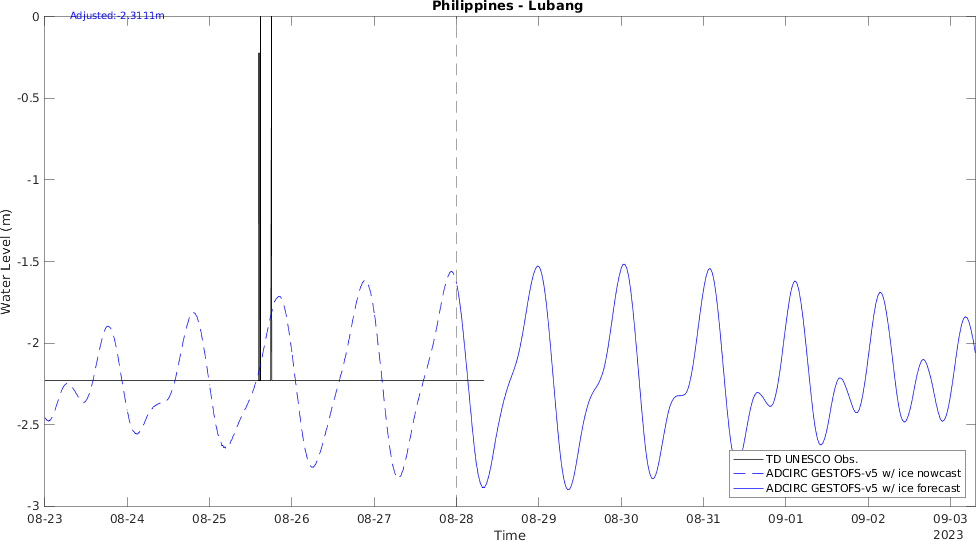 Philippines - Lubang
Adjusted:-2.3111m
Water Level (m)
0
-0.5
-1
-1.5
-2
-2.5
-3
08-23
08-24
08-25
08-26
08-27
08-28
08-29
08-30
08-31
09-01
09-02
09-03
2023
Time
TD UNESCO Obs.
ADCIRC GESTOFS-v5 w/ ice nowcast
ADCIRC GESTOFS-v5 w/ ice forecast